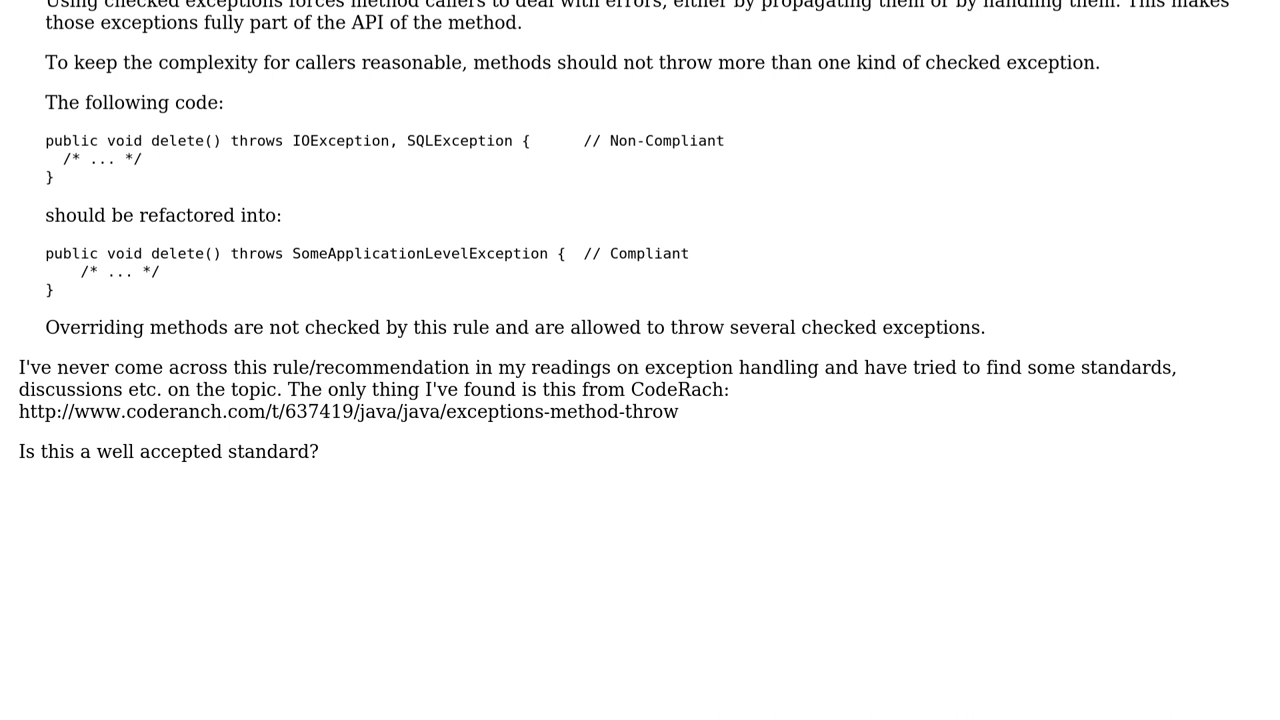 Using checked exceptions forces method callers to deal with errors, either by propagating them or by handling them. This makes
those exceptions fully part of the API of the method.
To keep the complexity for callers reasonable, methods should not throw more than one kind of checked exception.
The following code:
public void delete() throws IOException, SQLException {      // Non-Compliant
  /* ... */
}
should be refactored into:
public void delete() throws SomeApplicationLevelException {  // Compliant
    /* ... */
}
Overriding methods are not checked by this rule and are allowed to throw several checked exceptions.
I've never come across this rule/recommendation in my readings on exception handling and have tried to find some standards,
discussions etc. on the topic. The only thing I've found is this from CodeRach:
http://www.coderanch.com/t/637419/java/java/exceptions-method-throw
Is this a well accepted standard?